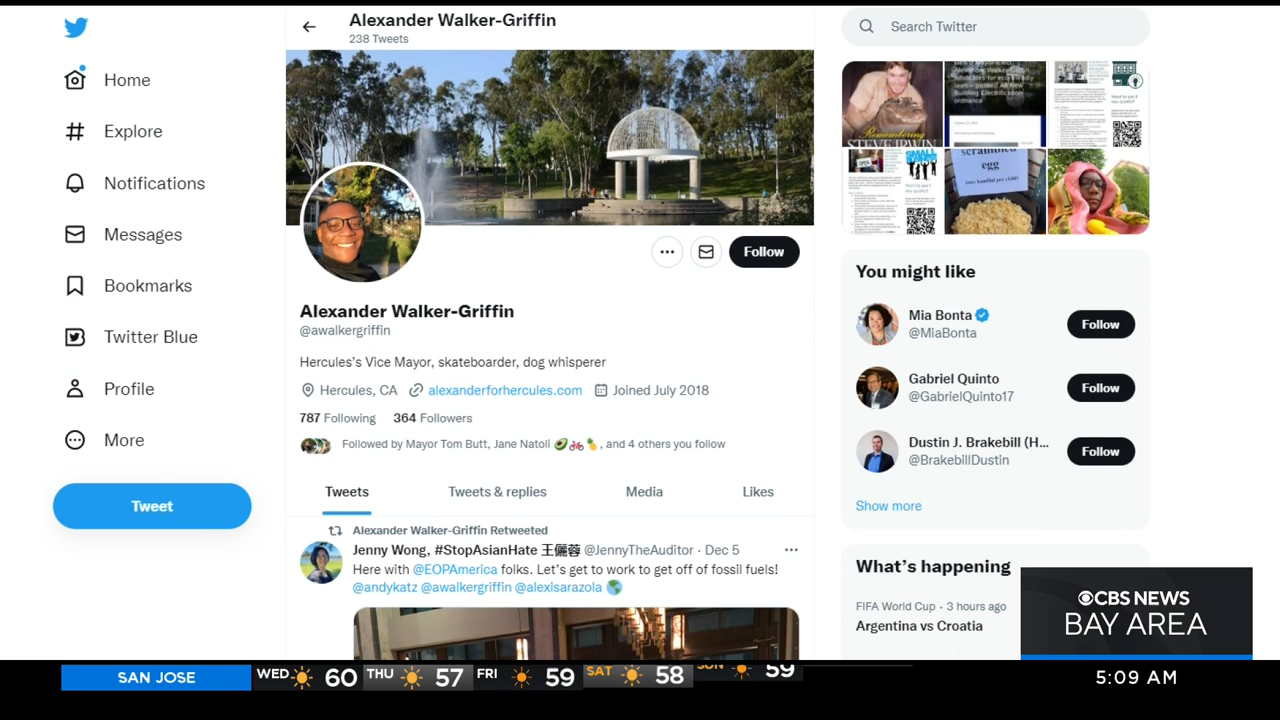 Alexander Walker-Griffin
238 Tweets
Home
Explore
Notifications
Messages
Bookmarks
Twitter Blue
Profile
More
Tweet
Follow
Alexander Walker-Griffin
@awalkergriffin
Hercules's Vice Mayor, skateboarder, dog whisperer
Hercules, CA alexanderforhercules.com Joined July 2018
787 Following 364 Followers
Followed by Mayor Tom Butt, Jane Natoli 🥑🚲🍍, and 4 others you follow
Tweets Tweets & replies Media Likes
Alexander Walker-Griffin Retweeted
Jenny Wong, #StopAsianHate 王儷蓉 @JennyTheAuditor · Dec 5
Here with @EOPAmerica folks. Let's get to work to get off of fossil fuels!
@andykatz @awalkergriffin @alexisarazola 🌎
Search Twitter
Remembering
STEVE IRWIN
scrambled
egg
You might like
Mia Bonta
@MiaBonta
Follow
Gabriel Quinto
@GabrielQuinto17
Follow
Dustin J. Brakebill (H...
@BrakebillDustin
Follow
Show more
What's happening
FIFA World Cup · 3 hours ago
Argentina vs Croatia
CBS NEWS
BAY AREA
SAN JOSE WED 60 THU 57 FRI 59 SAT 58 SUN 59 5:09 AM